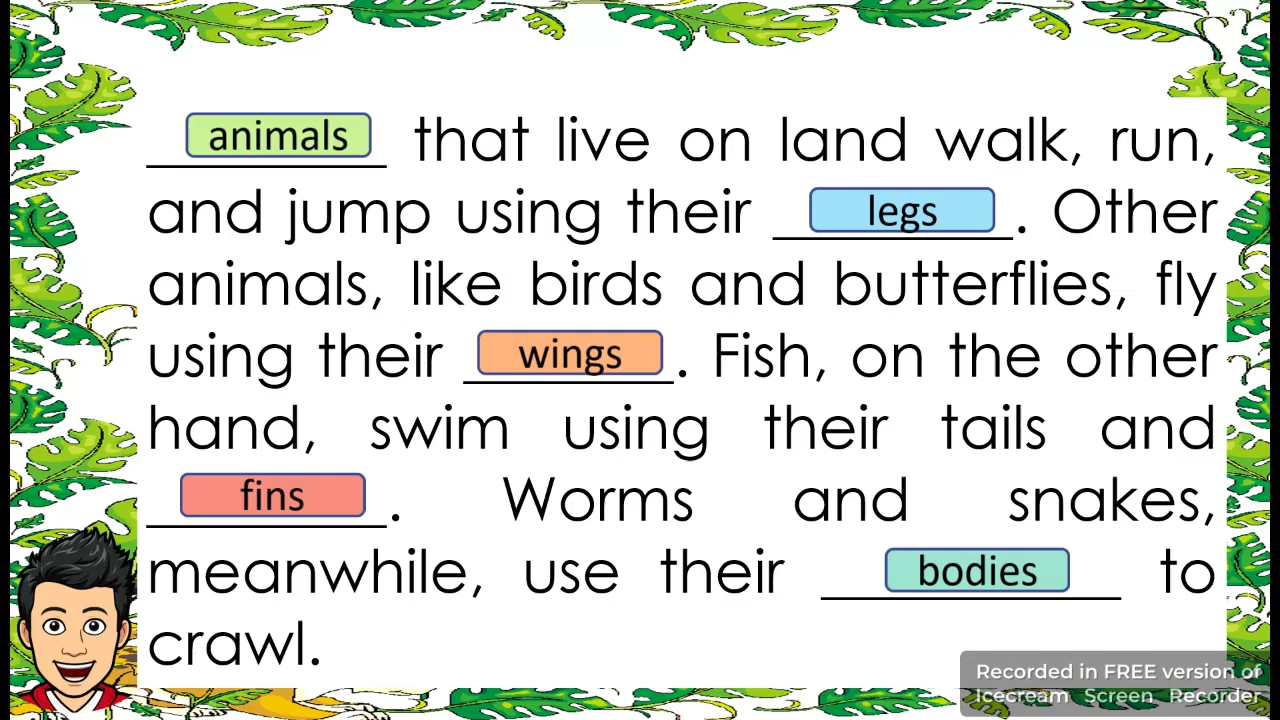 animals that live on land walk, run,
and jump using their legs. Other
animals, like birds and butterflies, fly
using their wings. Fish, on the other
hand, swim using their tails and
fins. Worms and snakes,
meanwhile, use their bodies to
crawl.
Recorded in FREE version of
Icecream Screen Recorder